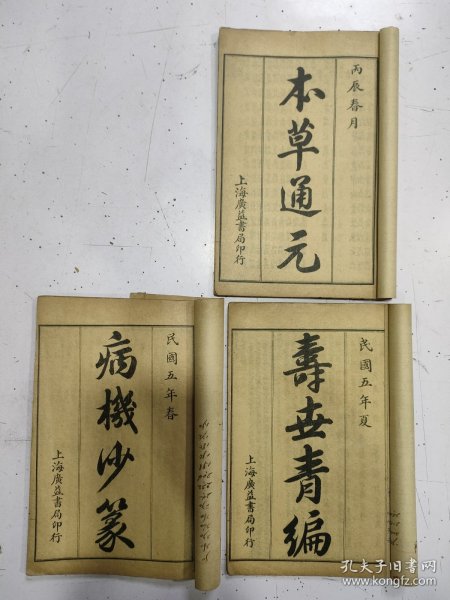 丙辰春月
本草通元
上海廣益書局印行
民國五年春
病機沙篆
上海廣益書局印行
民國五年夏
壽世青編
上海廣益書局印行
孔夫子旧书网
www.kongfz.com